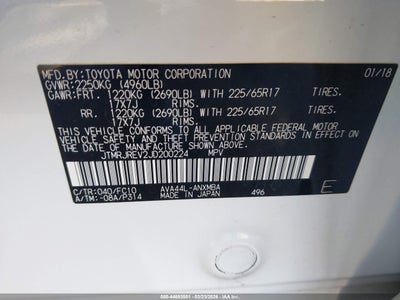 MFD.BY:TOYOTA MOTOR CORPORATION 01/18
GVWR:2250KG (4960LB)
GAWR:FRT. 1220KG (2690LB) WITH 225/65R17 TIRES,
17X7J RIMS.
RR. 1220KG (2690LB) WITH 225/65R17 TIRES,
17X7J RIMS.
THIS VEHICLE CONFORMS TO ALL APPLICABLE FEDERAL MOTOR
VEHICLE SAFETY STANDARDS IN EFFECT ON
THE DATE OF MANUFACTURE SHOWN ABOVE.
JTMRJREV2JD200224 MPV
C/TR:040/FC10 AVA44L-ANXMBA
A/TM:-08A/P314 MADE IN JAPAN 496 E